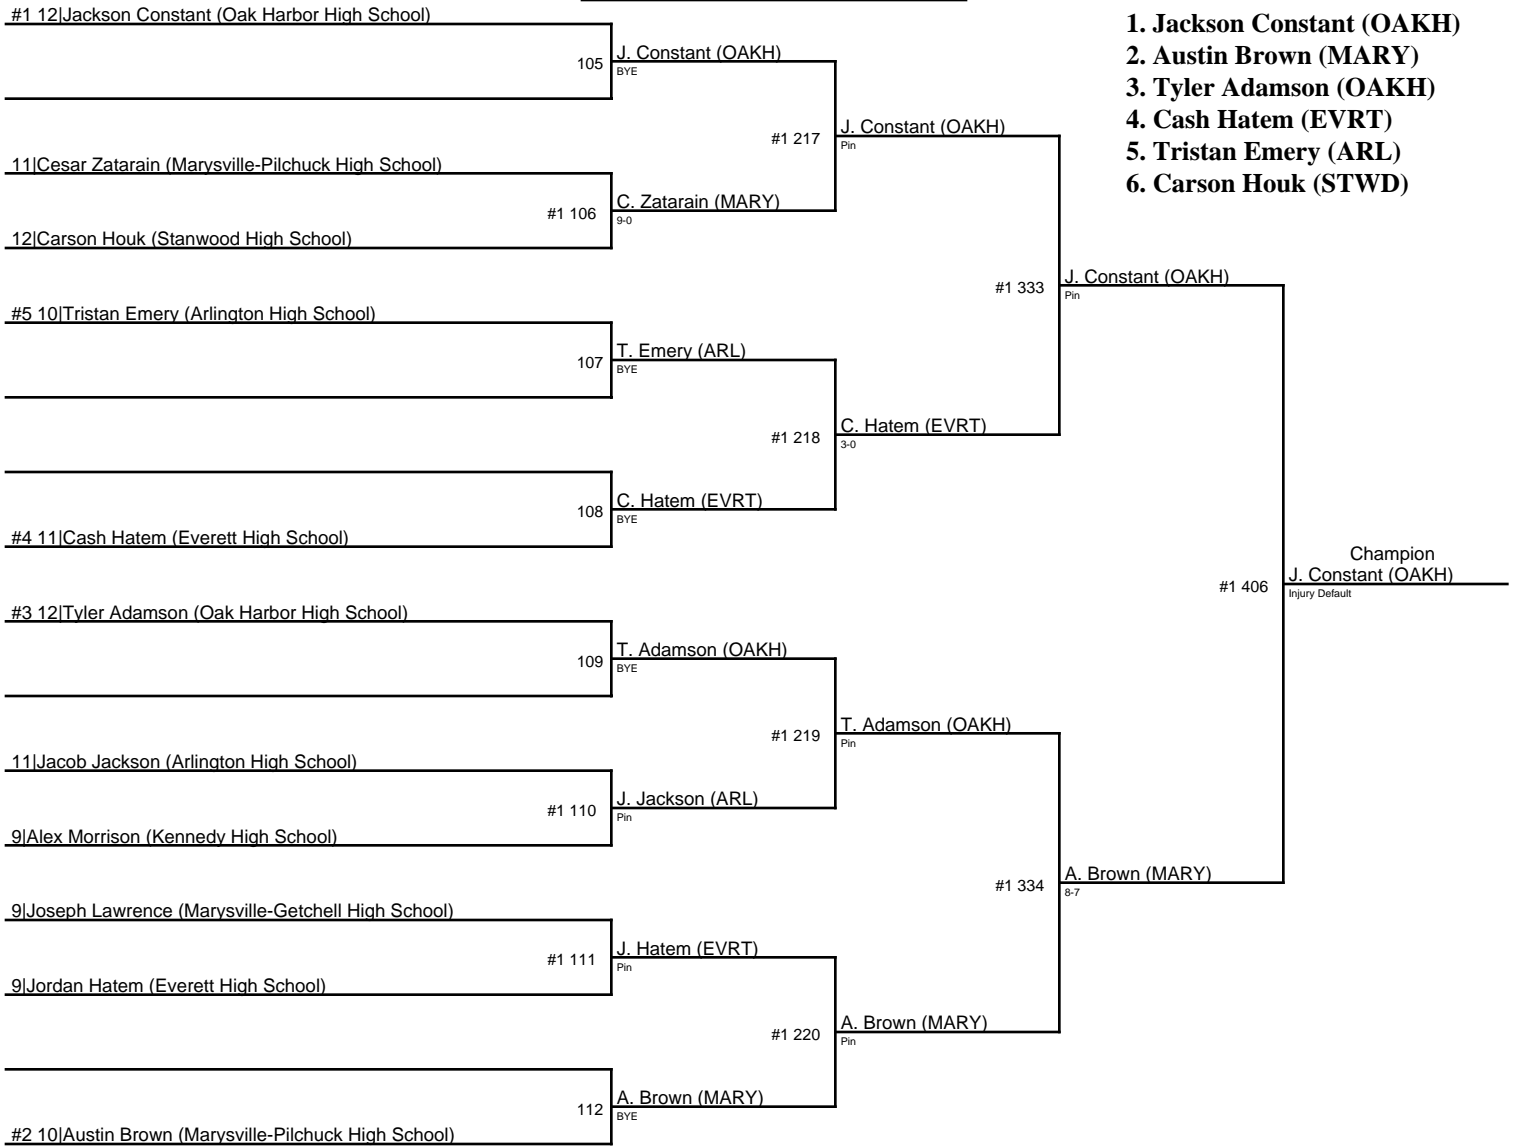 #1 12|Jackson Constant (Oak Harbor High School)
105
J. Constant (OAKH)
BYE
11|Cesar Zatarain (Marysville-Pilchuck High School)
12|Carson Houk (Stanwood High School)
#1 106
C. Zatarain (MARY)
9-0
#1 217
J. Constant (OAKH)
Pin
#5 10|Tristan Emery (Arlington High School)
107
T. Emery (ARL)
BYE
#4 11|Cash Hatem (Everett High School)
108
C. Hatem (EVRT)
BYE
#1 218
C. Hatem (EVRT)
3-0
#1 333
J. Constant (OAKH)
Pin
#3 12|Tyler Adamson (Oak Harbor High School)
109
T. Adamson (OAKH)
BYE
11|Jacob Jackson (Arlington High School)
9|Alex Morrison (Kennedy High School)
#1 110
J. Jackson (ARL)
Pin
#1 219
T. Adamson (OAKH)
Pin
9|Joseph Lawrence (Marysville-Getchell High School)
9|Jordan Hatem (Everett High School)
#1 111
J. Hatem (EVRT)
Pin
#2 10|Austin Brown (Marysville-Pilchuck High School)
112
A. Brown (MARY)
BYE
#1 220
A. Brown (MARY)
Pin
#1 334
A. Brown (MARY)
8-7
#1 406
Champion
J. Constant (OAKH)
Injury Default
1. Jackson Constant (OAKH)
2. Austin Brown (MARY)
3. Tyler Adamson (OAKH)
4. Cash Hatem (EVRT)
5. Tristan Emery (ARL)
6. Carson Houk (STWD)